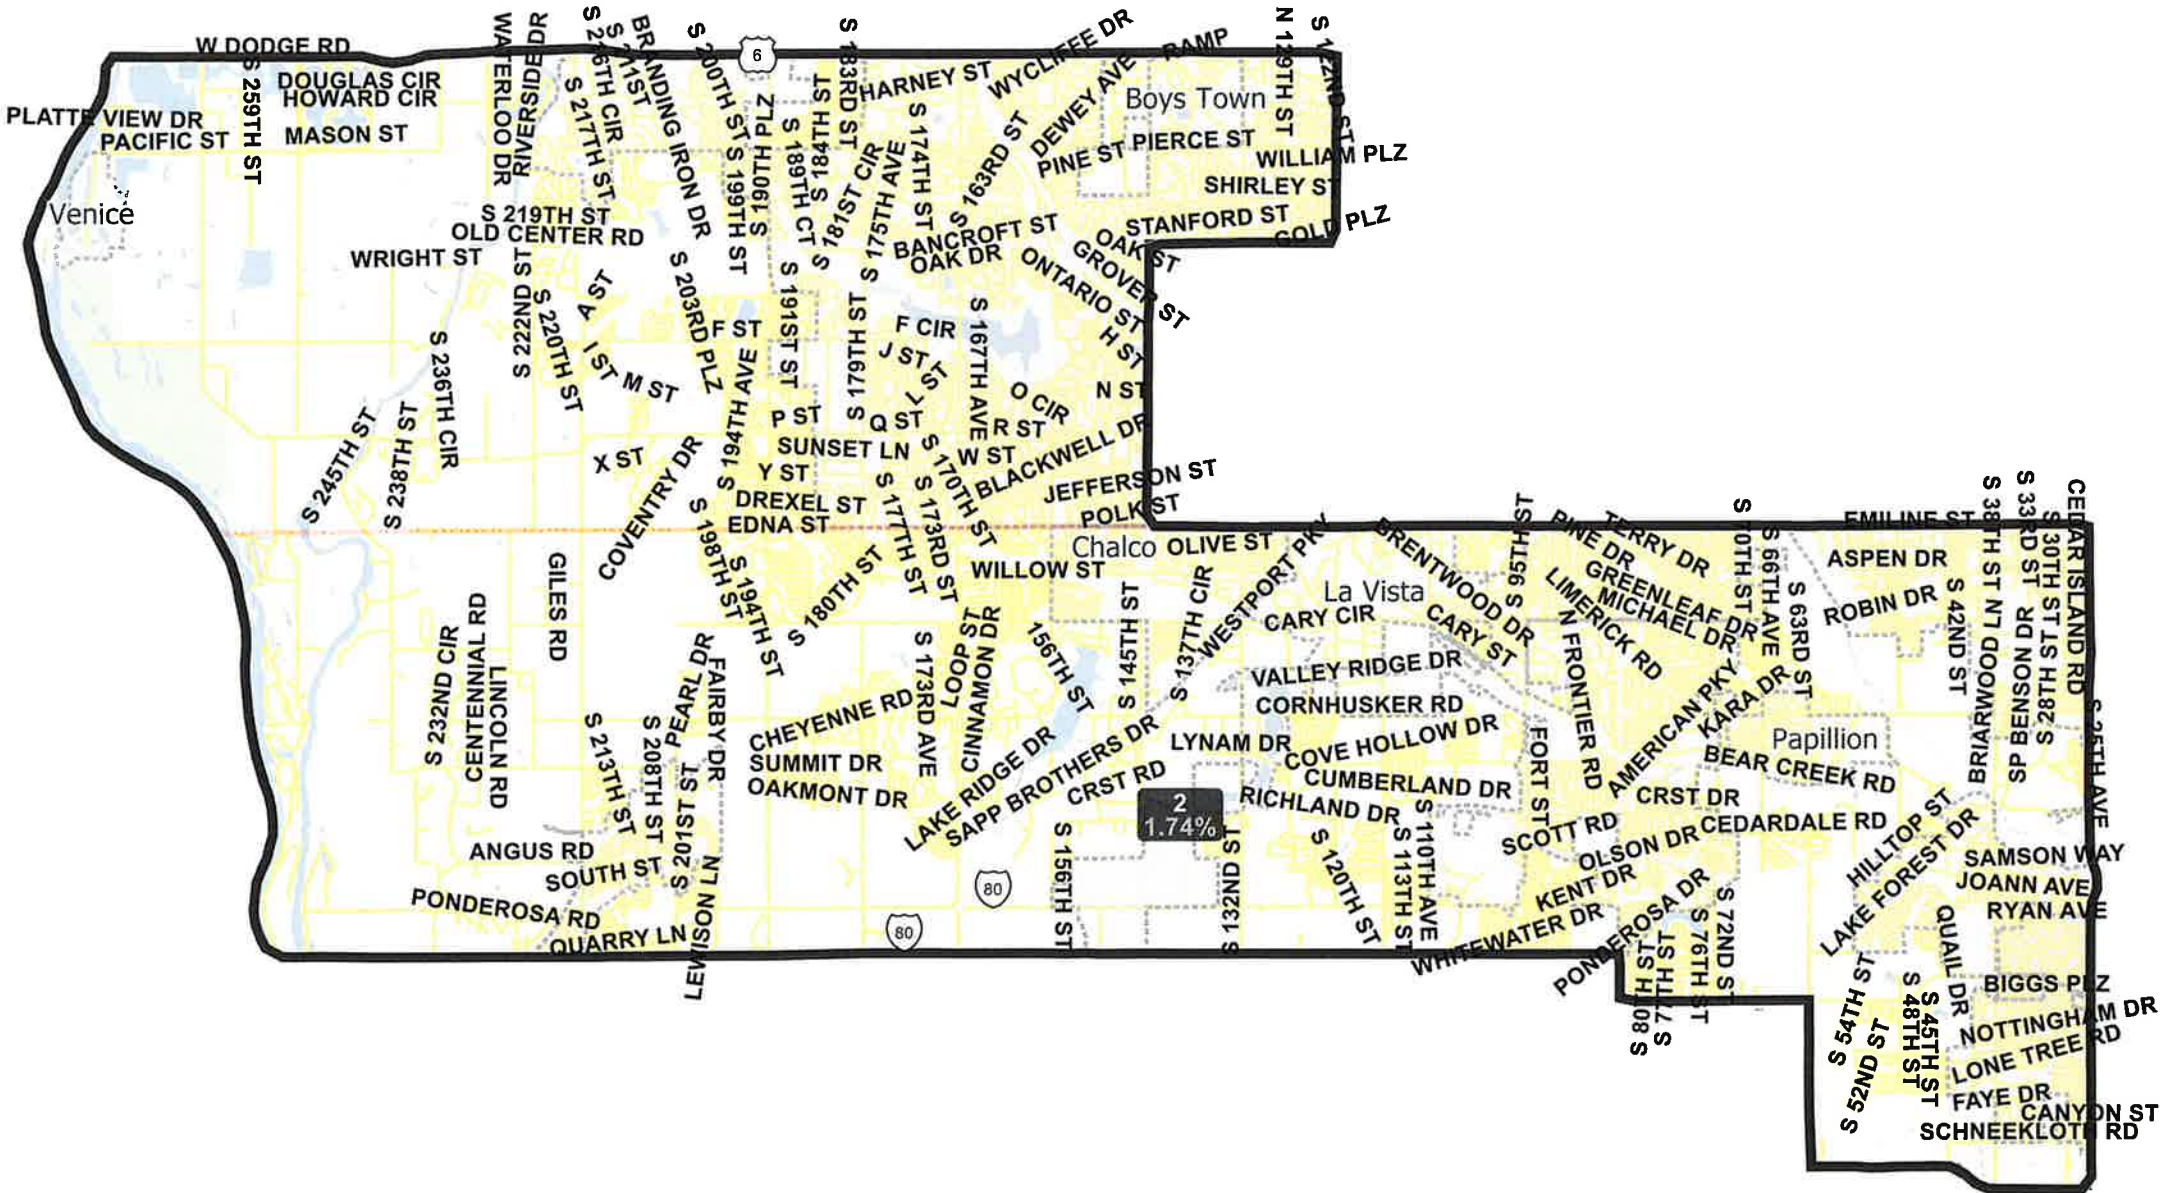 W DODGE RD
S 259TH ST
DOUGLAS CIR
HOWARD CIR
PLATTE VIEW DR
PACIFIC ST
MASON ST
Venice
WATERLOO DR
RIVERSIDE DR
S 216TH CIR
S 211ST
BRANDING IRON DR
S 217TH ST
S 200TH ST
6
S 199TH ST
S 190TH PLZ
S 189TH CT
S 184TH ST
S 183RD ST
S 181ST CIR
S 175TH AVE
S 174TH ST
HARNEY ST
WYCLIFFE DR
S 163RD ST
DEWEY AVE
RAMP
Boys Town
N 129TH ST
S 122ND ST
PINE ST
PIERCE ST
WILLIAM PLZ
SHIRLEY ST
STANFORD ST
GOLD PLZ
S 219TH ST
OLD CENTER RD
WRIGHT ST
BANCROFT ST
OAK DR
OAK ST
GROVER ST
ONTARIO ST
H ST
N ST
S 222ND ST
S 220TH ST
A ST
I ST
M ST
S 203RD PLZ
F ST
S 191ST ST
S 179TH ST
F CIR
J ST
L ST
S 167TH AVE
O CIR
R ST
S 236TH CIR
S 245TH ST
S 238TH ST
X ST
COVENTRY DR
S 194TH AVE
P ST
Q ST
SUNSET LN
Y ST
W ST
BLACKWELL DR
S 170TH ST
DREXEL ST
EDNA ST
S 177TH ST
S 173RD ST
JEFFERSON ST
POLK ST
S 198TH ST
S 194TH ST
S 180TH ST
Chalco
OLIVE ST
WILLOW ST
WESTPORT PKY
BRENTWOOD DR
S 95TH ST
PINE DR
TERRY DR
GREENLEAF DR
MICHAEL DR
LIMERICK RD
S 70TH ST
S 66TH AVE
S 63RD ST
EMILINE ST
ASPEN DR
ROBIN DR
S 42ND ST
S 38TH ST
BRIARWOOD LN
S 33RD ST
SP BENSON DR
S 30TH ST
S 28TH ST
CEDAR ISLAND RD
S 25TH AVE
GILES RD
S 232ND CIR
CENTENNIAL RD
LINCOLN RD
La Vista
CARY CIR
CARY ST
S 145TH ST
S 137TH CIR
156TH ST
LOOP ST
CINNAMON DR
S 173RD AVE
PEARL DR
FAIRBY DR
S 213TH ST
S 208TH ST
S 201ST ST
CHEYENNE RD
SUMMIT DR
OAKMONT DR
LAKE RIDGE DR
SAPP BROTHERS DR
CRST RD
VALLEY RIDGE DR
CORNHUSKER RD
LYNAM DR
COVE HOLLOW DR
CUMBERLAND DR
RICHLAND DR
2
1.74%
N FRONTIER RD
FORT ST
AMERICAN PKY
KARA DR
Papillion
BEAR CREEK RD
CRST DR
SCOTT RD
OLSON DR
CEDARDALE RD
HILLTOP ST
LAKE FOREST DR
SAMSON WAY
JOANN AVE
RYAN AVE
ANGUS RD
SOUTH ST
PONDEROSA RD
QUARRY LN
LEWISON LN
80
80
S 156TH ST
S 132ND ST
S 120TH ST
S 113TH ST
S 110TH AVE
KENT DR
WHITEWATER DR
PONDEROSA DR
S 80TH ST
S 77TH ST
S 76TH ST
S 72ND ST
QUAIL DR
S 54TH ST
S 52ND ST
S 48TH ST
S 45TH ST
BIGGS PLZ
NOTTINGHAM DR
LONE TREE RD
FAYE DR
CANYON ST
SCHNEEKLOTH RD